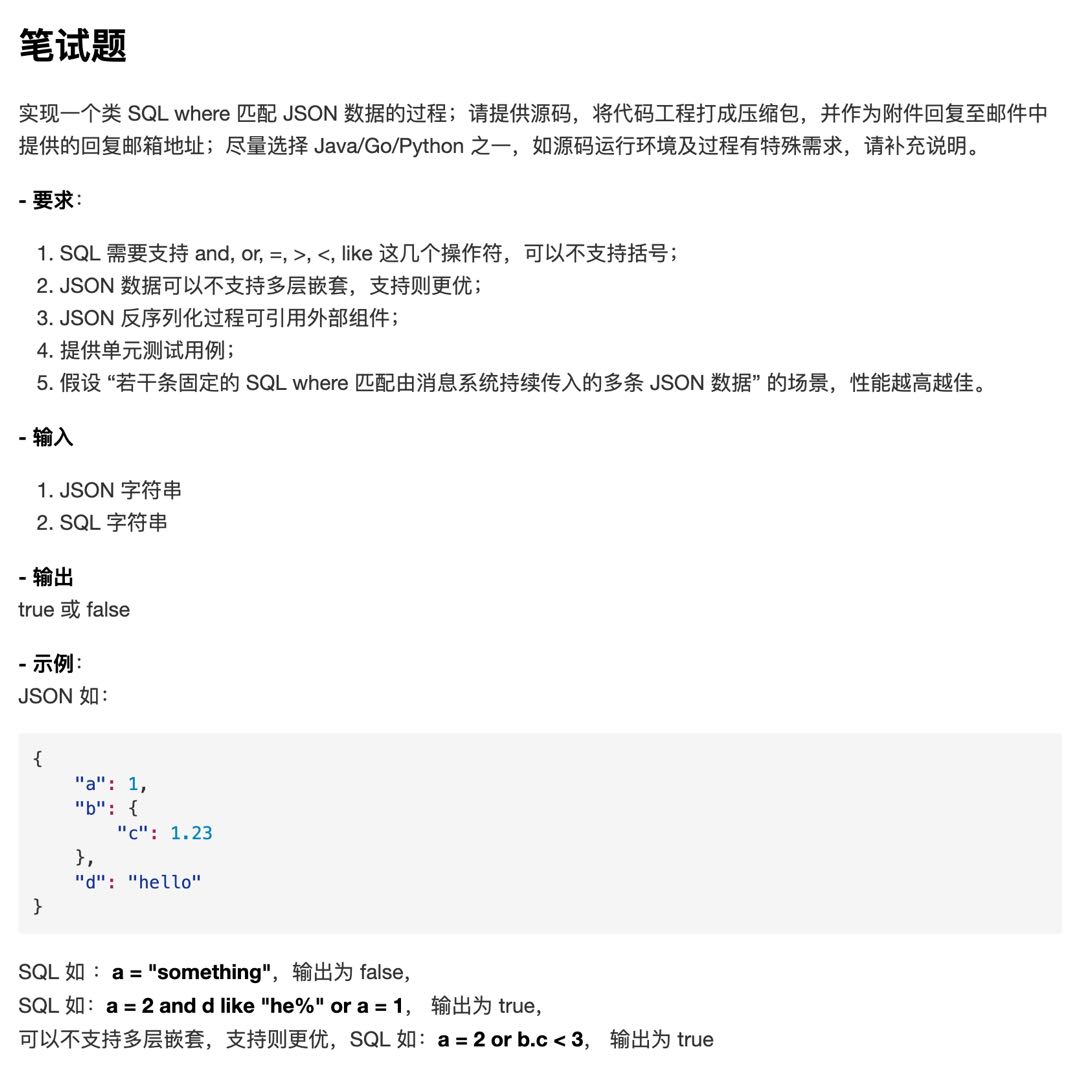 笔试题
实现一个类 SQL where 匹配 JSON 数据的过程；请提供源码，将代码工程打成压缩包，并作为附件回复至邮件中
提供的回复邮箱地址；尽量选择 Java/Go/Python 之一，如源码运行环境及过程有特殊需求，请补充说明。
- 要求：
1. SQL 需要支持 and, or, =, >, <, like 这几个操作符，可以不支持括号；
2. JSON 数据可以不支持多层嵌套，支持则更优；
3. JSON 反序列化过程可引用外部组件；
4. 提供单元测试用例；
5. 假设 “若干条固定的 SQL where 匹配由消息系统持续传入的多条 JSON 数据” 的场景，性能越高越佳。
- 输入
1. JSON 字符串
2. SQL 字符串
- 输出
true 或 false
- 示例：
JSON 如：
{
    "a": 1,
    "b": {
        "c": 1.23
    },
    "d": "hello"
}
SQL 如 ：a = "something"，输出为 false，
SQL 如：a = 2 and d like "he%" or a = 1， 输出为 true，
可以不支持多层嵌套，支持则更优，SQL 如：a = 2 or b.c < 3， 输出为 true